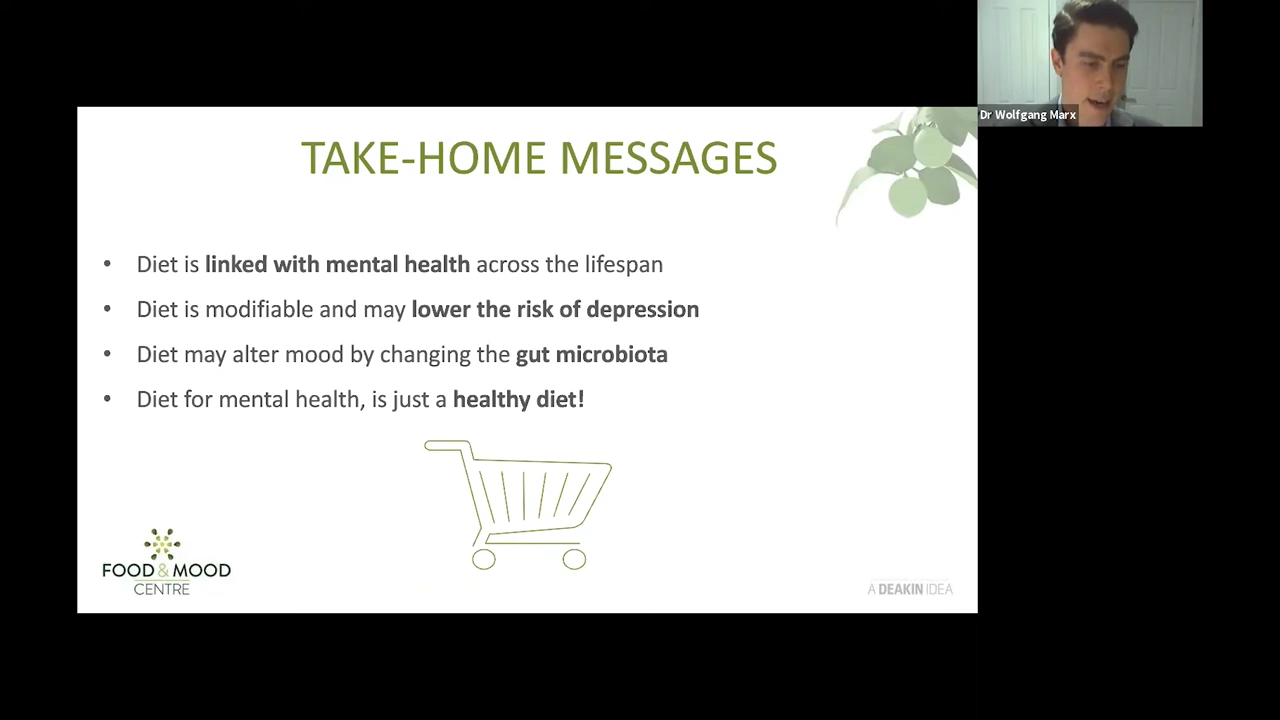 Dr Wolfgang Marx
TAKE-HOME MESSAGES
• Diet is linked with mental health across the lifespan
• Diet is modifiable and may lower the risk of depression
• Diet may alter mood by changing the gut microbiota
• Diet for mental health, is just a healthy diet!
FOOD & MOOD
CENTRE
A DEAKIN IDEA